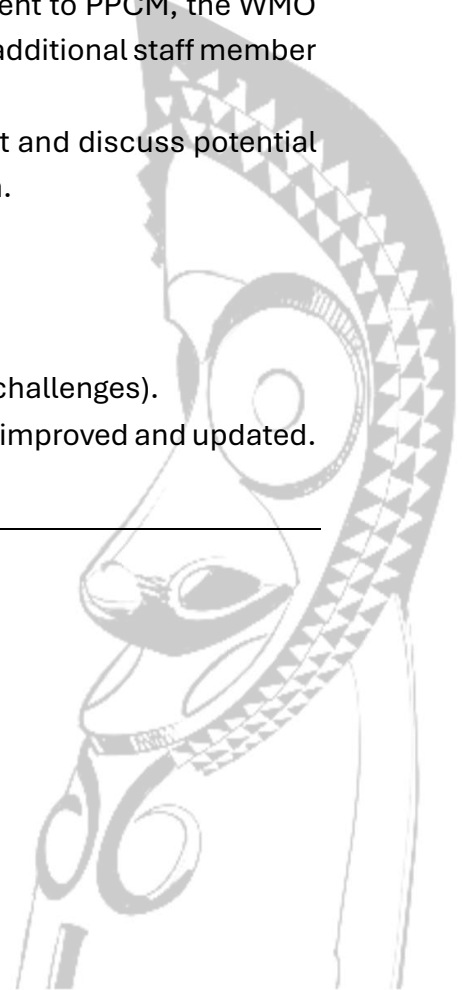 ent to PPCM, the WMO
additional staff member
t and discuss potential
.
challenges).
improved and updated.